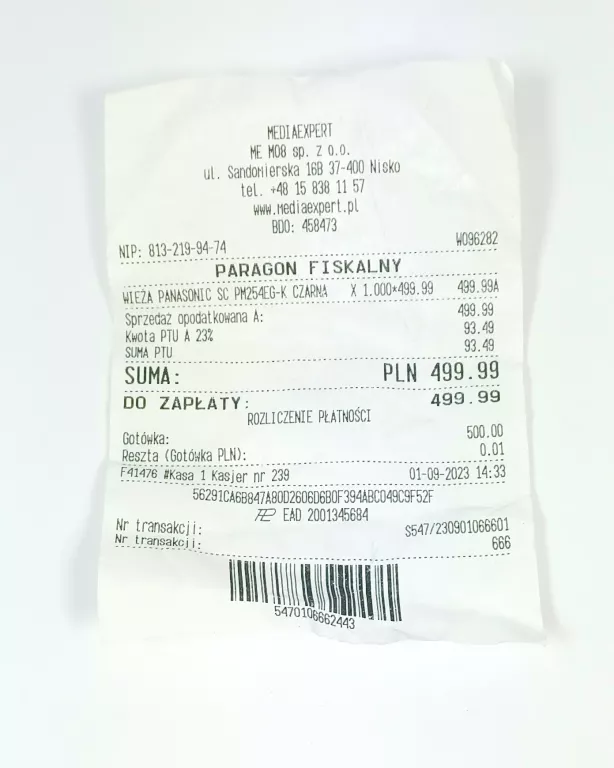 MEDIAEXPERT
ME M08 sp. z o.o.
ul. Sandomierska 16B 37-400 Nisko
tel. +48 15 838 11 57
www.mediaexpert.pl
BDO: 458473
NIP: 813-219-94-74 W096282
PARAGON FISKALNY
WIEŻA PANASONIC SC PM254EG-K CZARNA X 1.000*499.99 499.99A
Sprzedaż opodatkowana A: 499.99
Kwota PTU A 23% 93.49
SUMA PTU 93.49
SUMA: PLN 499.99
DO ZAPŁATY: 499.99
ROZLICZENIE PŁATNOŚCI
Gotówka: 500.00
Reszta (Gotówka PLN): 0.01
F41476 #Kasa 1 Kasjer nr 239 01-09-2023 14:33
56291CA6B847A80D2606D6B0F394ABCD49C9F52F
EAD 2001345684
Nr transakcji: S547/230901066601
Nr transakcji: 666
5470106662443